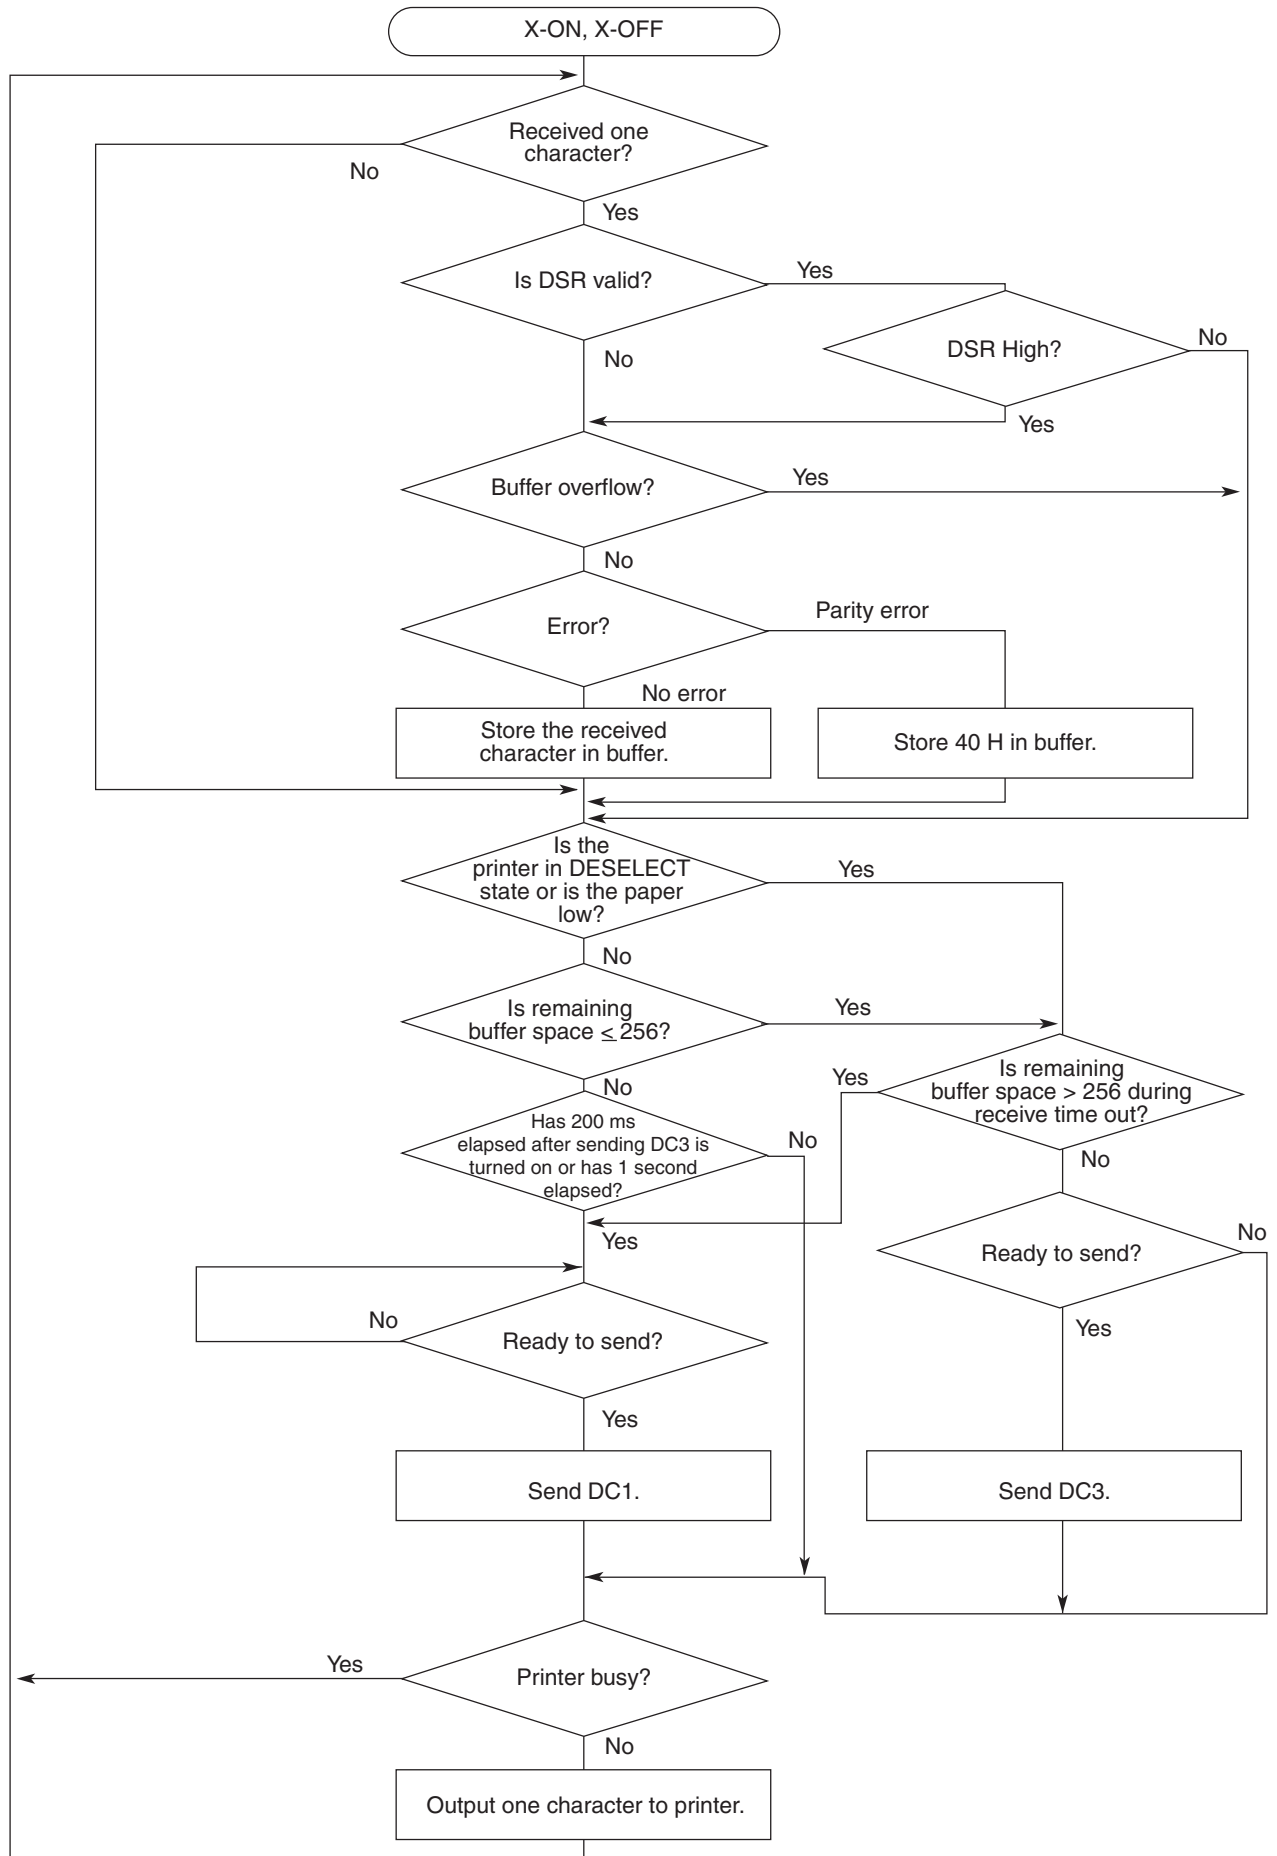 X-ON, X-OFF
Received one
character?
No
Yes
Is DSR valid?
Yes
DSR High?
No
No
Yes
Buffer overflow?
Yes
No
Error?
Parity error
No error
Store the received
character in buffer.
Store 40 H in buffer.
Is the
printer in DESELECT
state or is the paper
low?
Yes
No
Is remaining
buffer space ≤ 256?
Yes
Is remaining
buffer space > 256 during
receive time out?
Yes
No
No
Has 200 ms
elapsed after sending DC3 is
turned on or has 1 second
elapsed?
No
Yes
Ready to send?
No
Yes
Ready to send?
No
Yes
Send DC1.
Send DC3.
Printer busy?
Yes
No
Output one character to printer.